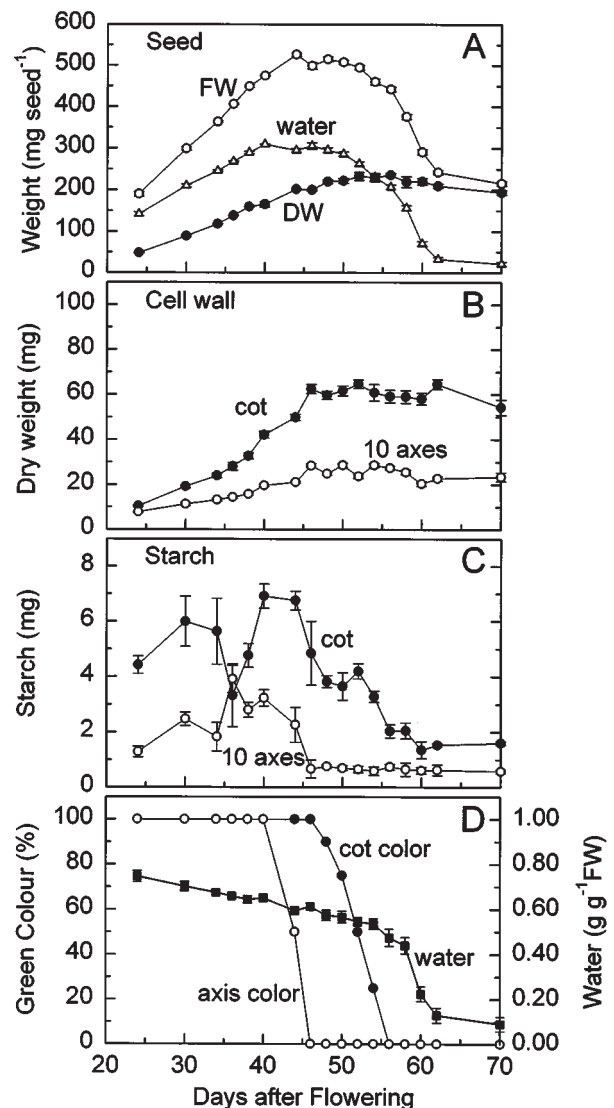 Seed
A
FW
water
DW
Weight (mg seed⁻¹)
600
500
400
300
200
100
0
Cell wall
B
cot
10 axes
Dry weight (mg)
100
80
60
40
20
0
Starch
C
cot
10 axes
Starch (mg)
8
6
4
2
0
D
cot color
water
axis color
Green Colour (%)
100
80
60
40
20
0
Water (g g⁻¹FW)
1.00
0.80
0.60
0.40
0.20
0.00
20 30 40 50 60 70
Days after Flowering